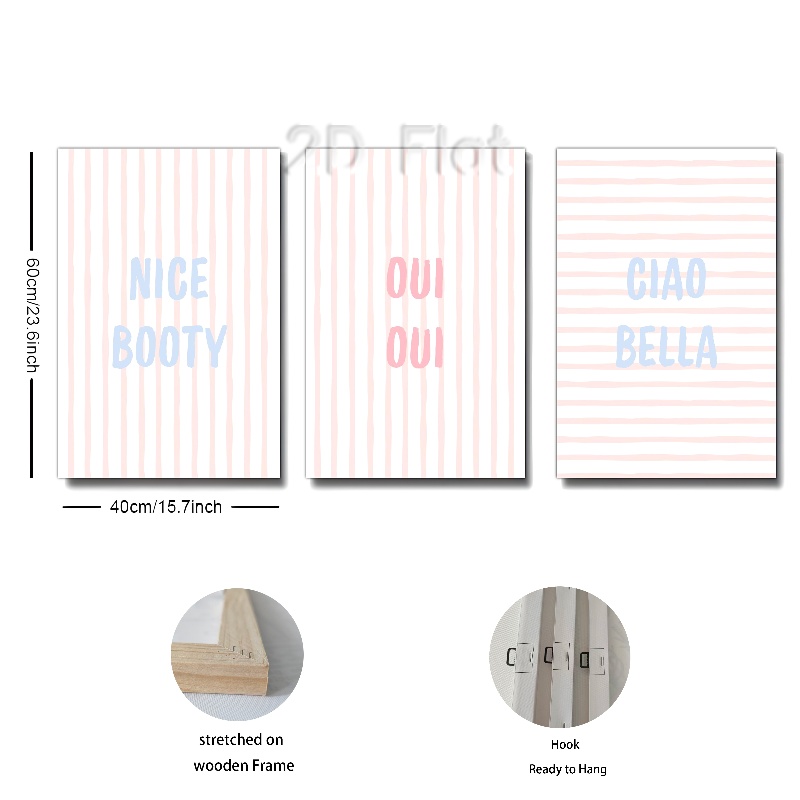 2D Flat
NICE
BOOTY
OUI
OUI
CIAO
BELLA
60cm/23.6inch
40cm/15.7inch
stretched on
wooden Frame
Hook
Ready to Hang